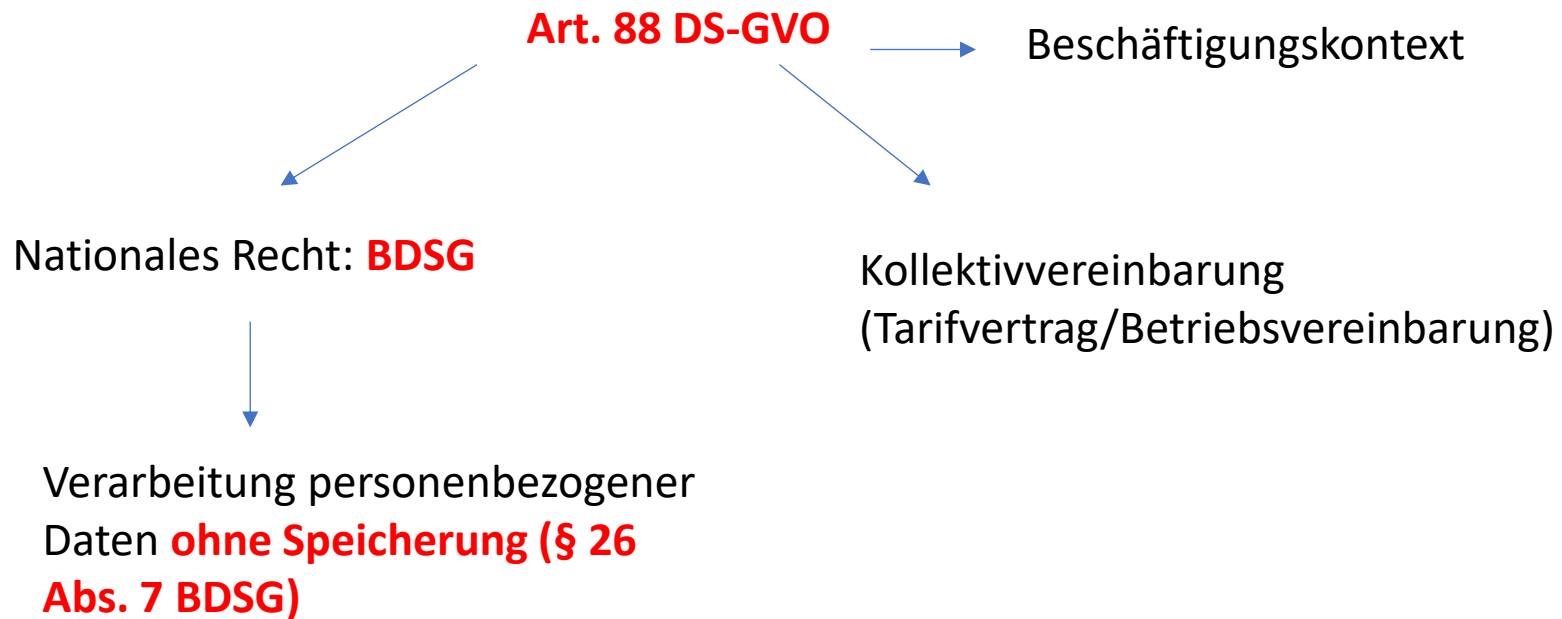 Art. 88 DS-GVO
Beschäftigungskontext
Nationales Recht: BDSG
Kollektivvereinbarung
(Tarifvertrag/Betriebsvereinbarung)
Verarbeitung personenbezogener
Daten ohne Speicherung (§ 26
Abs. 7 BDSG)